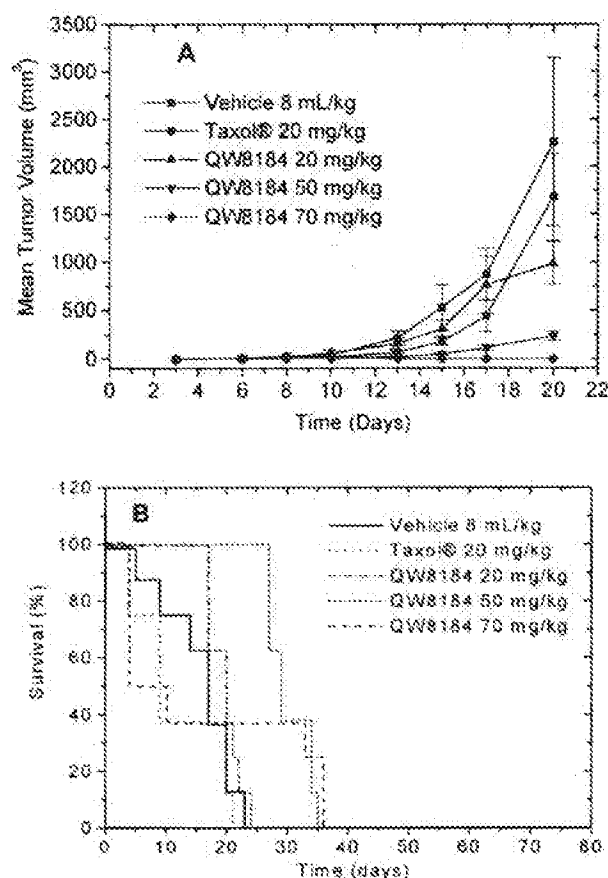 A
3500
3000
2500
2000
1500
1000
500
0
Mean Tumor Volume (mm³)
Vehicie 8 mL/kg
Taxol® 20 mg/kg
QW8184 20 mg/kg
QW8184 50 mg/kg
QW8184 70 mg/kg
0 2 4 6 8 10 12 14 16 18 20 22
Time (Days)
B
120
100
80
60
40
20
0
Survival (%)
Vehicie 8 mL/kg
Taxol® 20 mg/kg
QW8184 20 mg/kg
QW8184 50 mg/kg
QW8184 70 mg/kg
0 10 20 30 40 50 60 70 80
Time (days)